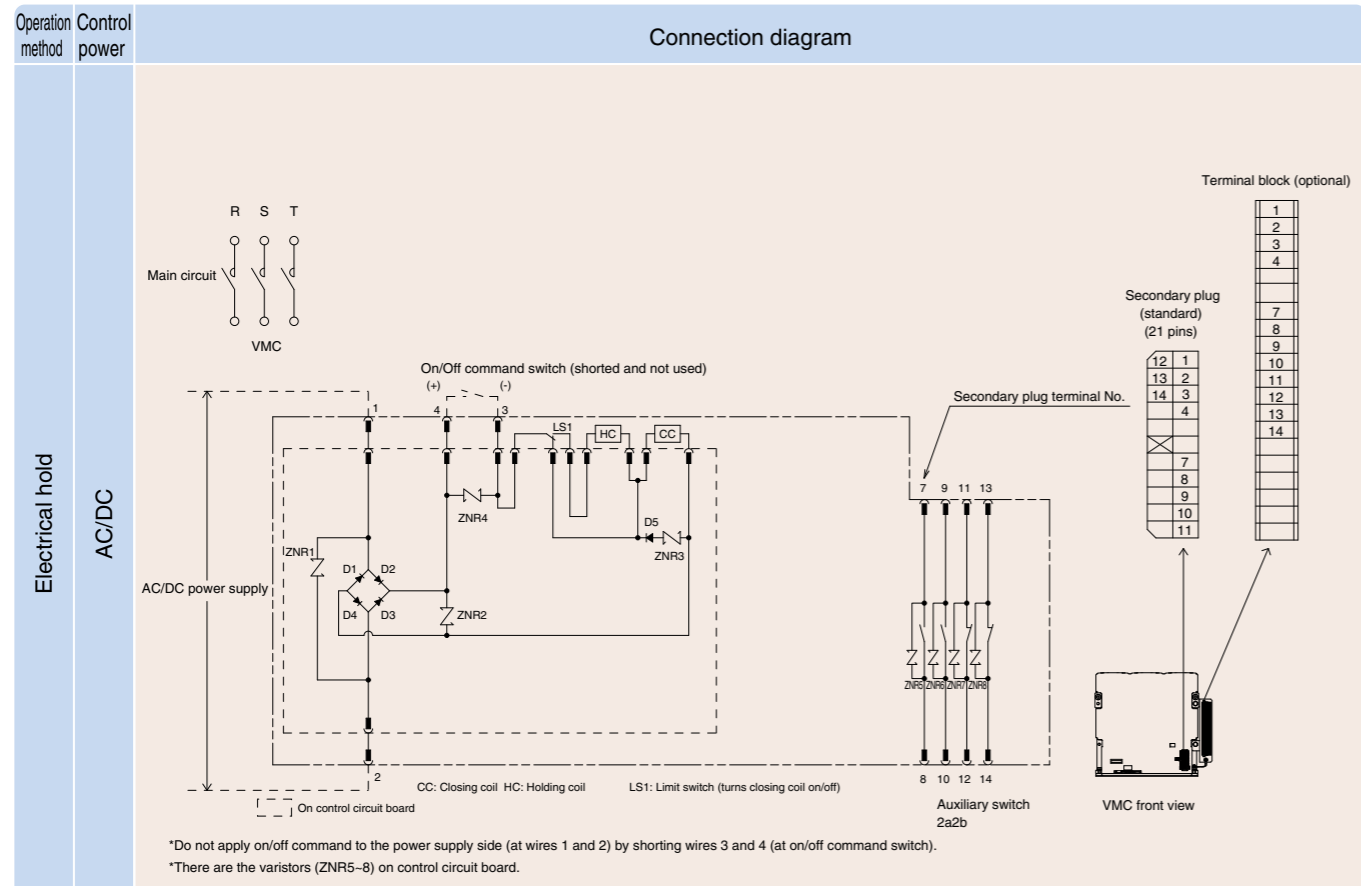 Operation
method
Control
power
Connection diagram
Electrical hold
AC/DC
R S T
Main circuit
VMC
On/Off command switch (shorted and not used)
(+) (-)
1 4 3
LS1 HC CC
ZNR4
D5
ZNR3
ZNR1
D1 D2
D4 D3
ZNR2
AC/DC power supply
2
CC: Closing coil HC: Holding coil LS1: Limit switch (turns closing coil on/off)
On control circuit board
Secondary plug terminal No.
7 9 11 13
ZNR5 ZNR6 ZNR7 ZNR8
8 10 12 14
Auxiliary switch
2a2b
Secondary plug
(standard)
(21 pins)
12 1
13 2
14 3
4
7
8
9
10
11
Terminal block (optional)
1
2
3
4
7
8
9
10
11
12
13
14
VMC front view
*Do not apply on/off command to the power supply side (at wires 1 and 2) by shorting wires 3 and 4 (at on/off command switch).
*There are the varistors (ZNR5~8) on control circuit board.